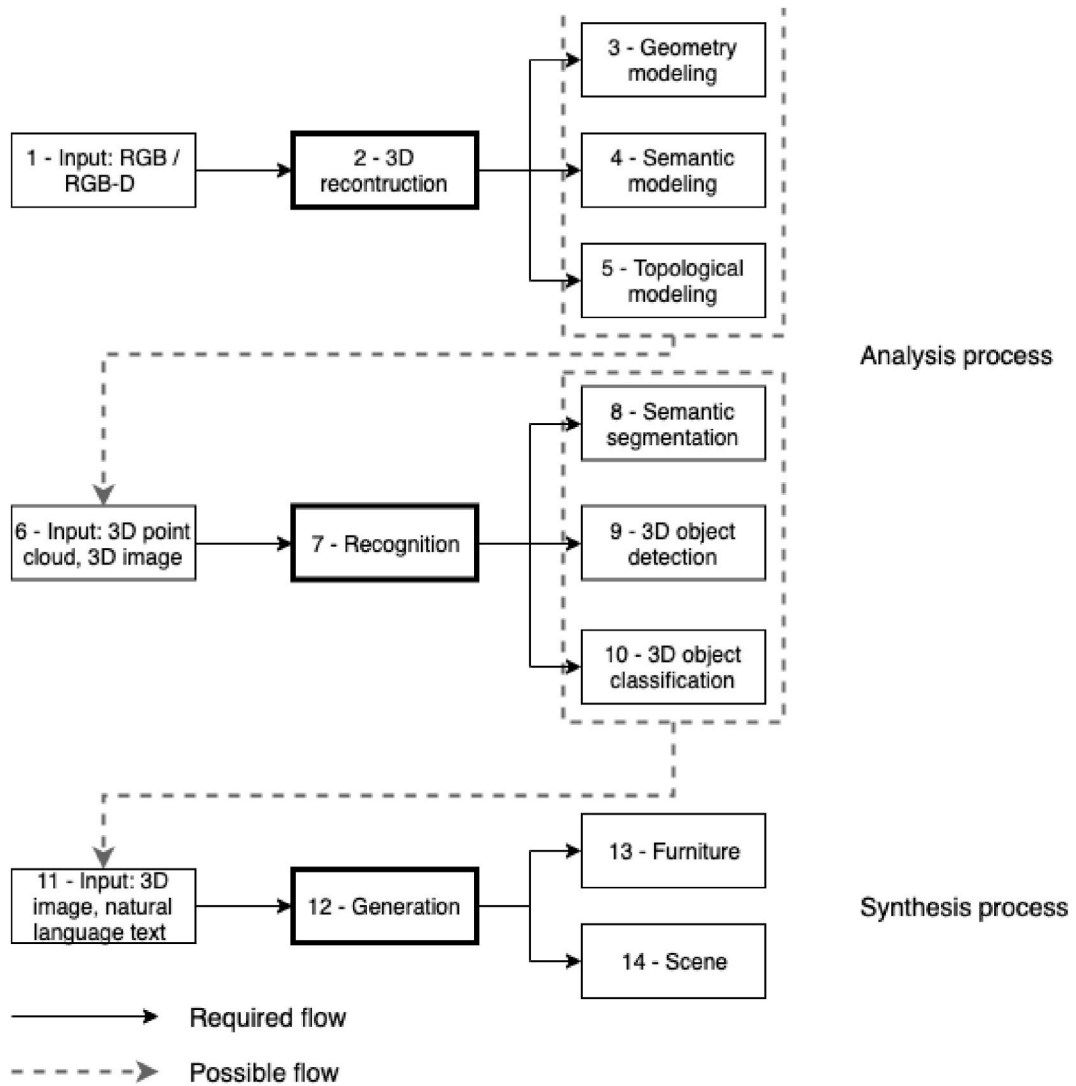 3 - Geometry
modeling
1 - Input: RGB /
RGB-D
2 - 3D
recontruction
4 - Semantic
modeling
5 - Topological
modeling
Analysis process
8 - Semantic
segmentation
6 - Input: 3D point
cloud, 3D image
7 - Recognition
9 - 3D object
detection
10 - 3D object
classification
11 - Input: 3D
image, natural
language text
12 - Generation
13 - Furniture
Synthesis process
14 - Scene
Required flow
Possible flow